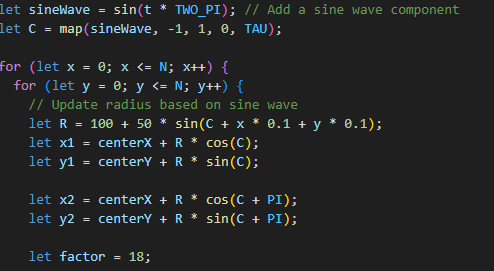 let sineWave = sin(t * TWO_PI); // Add a sine wave component
let C = map(sineWave, -1, 1, 0, TAU);
for (let x = 0; x <= N; x++) {
for (let y = 0; y <= N; y++) {
// Update radius based on sine wave
let R = 100 + 50 * sin(C + x * 0.1 + y * 0.1);
let x1 = centerX + R * cos(C);
let y1 = centerY + R * sin(C);
let x2 = centerX + R * cos(C + PI);
let y2 = centerY + R * sin(C + PI);
let factor = 18;